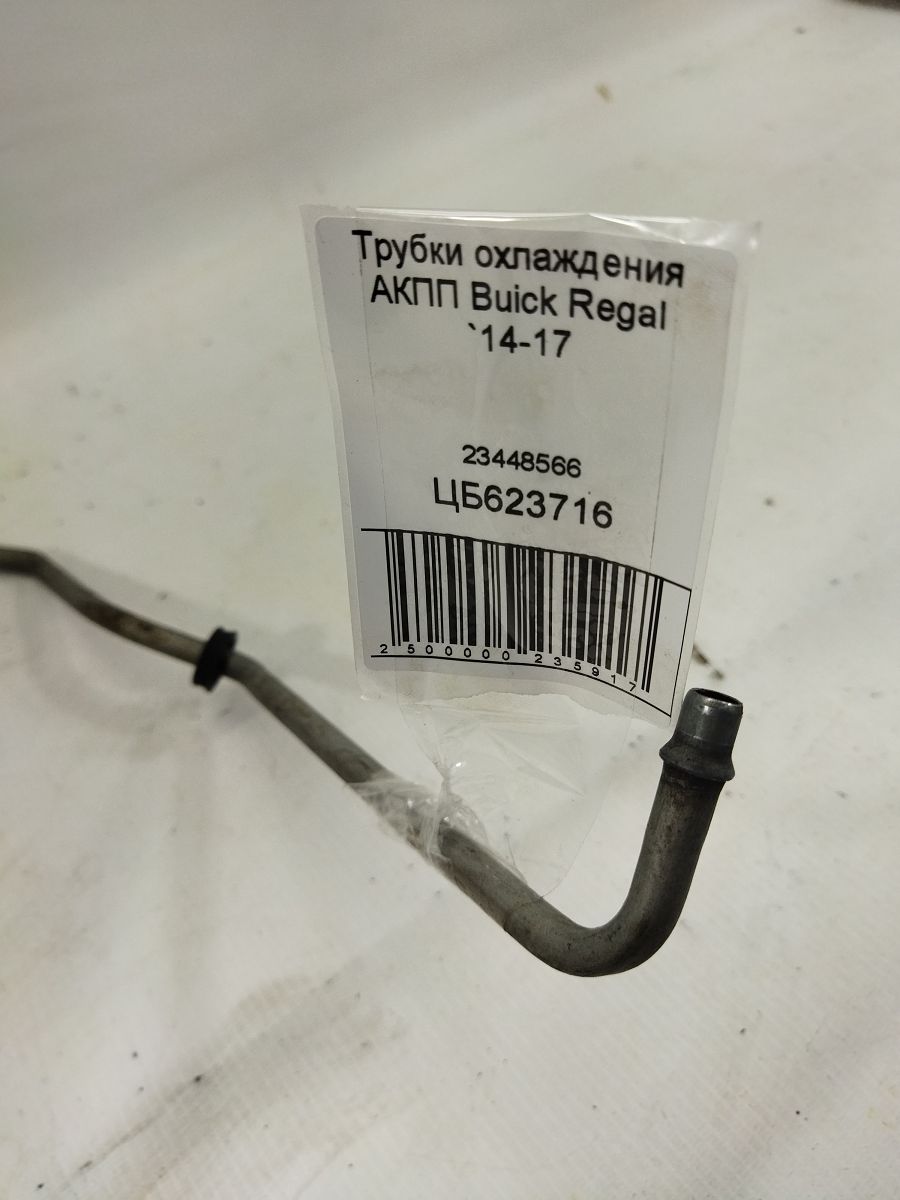 Трубки охлаждения
АКПП Buick Regal
`14-17
23448566
ЦБ623716
2500000235917